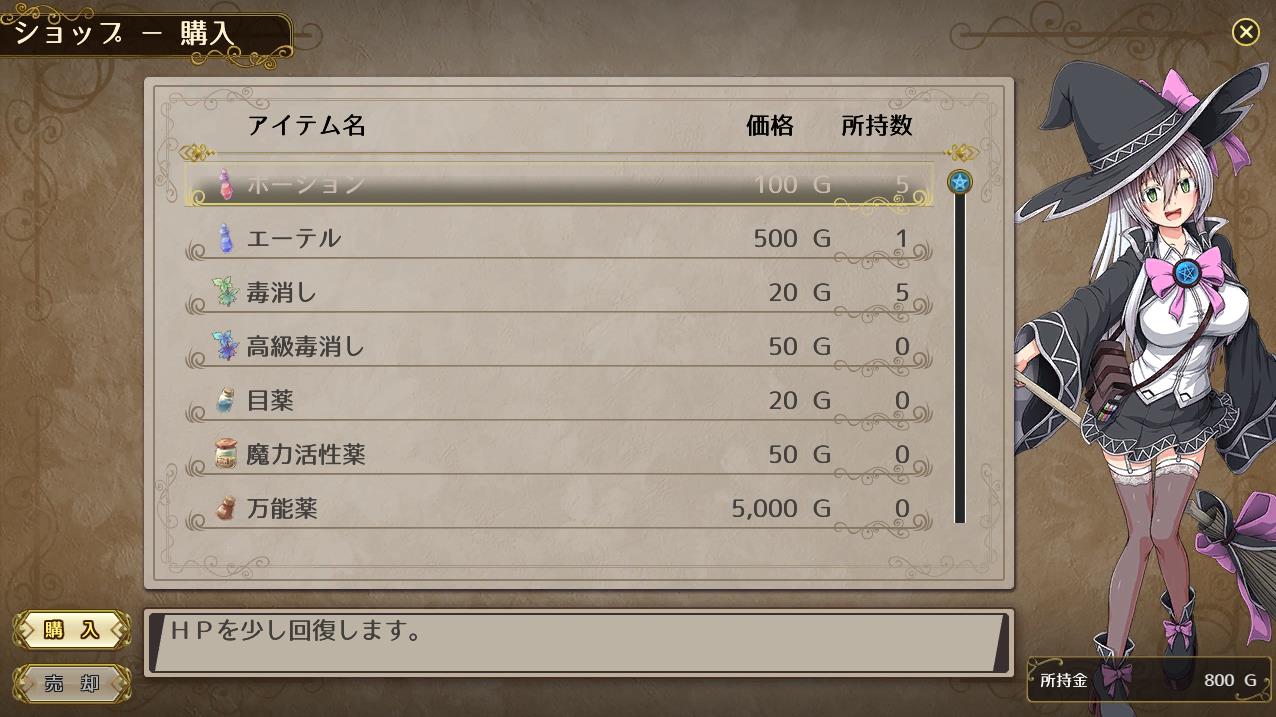 ショップ － 購入
アイテム名 価格 所持数
ポーション 100 G 5
エーテル 500 G 1
毒消し 20 G 5
高級毒消し 50 G 0
目薬 20 G 0
魔力活性薬 50 G 0
万能薬 5,000 G 0
購 入
ＨＰを少し回復します。
売 却
所持金 800 G